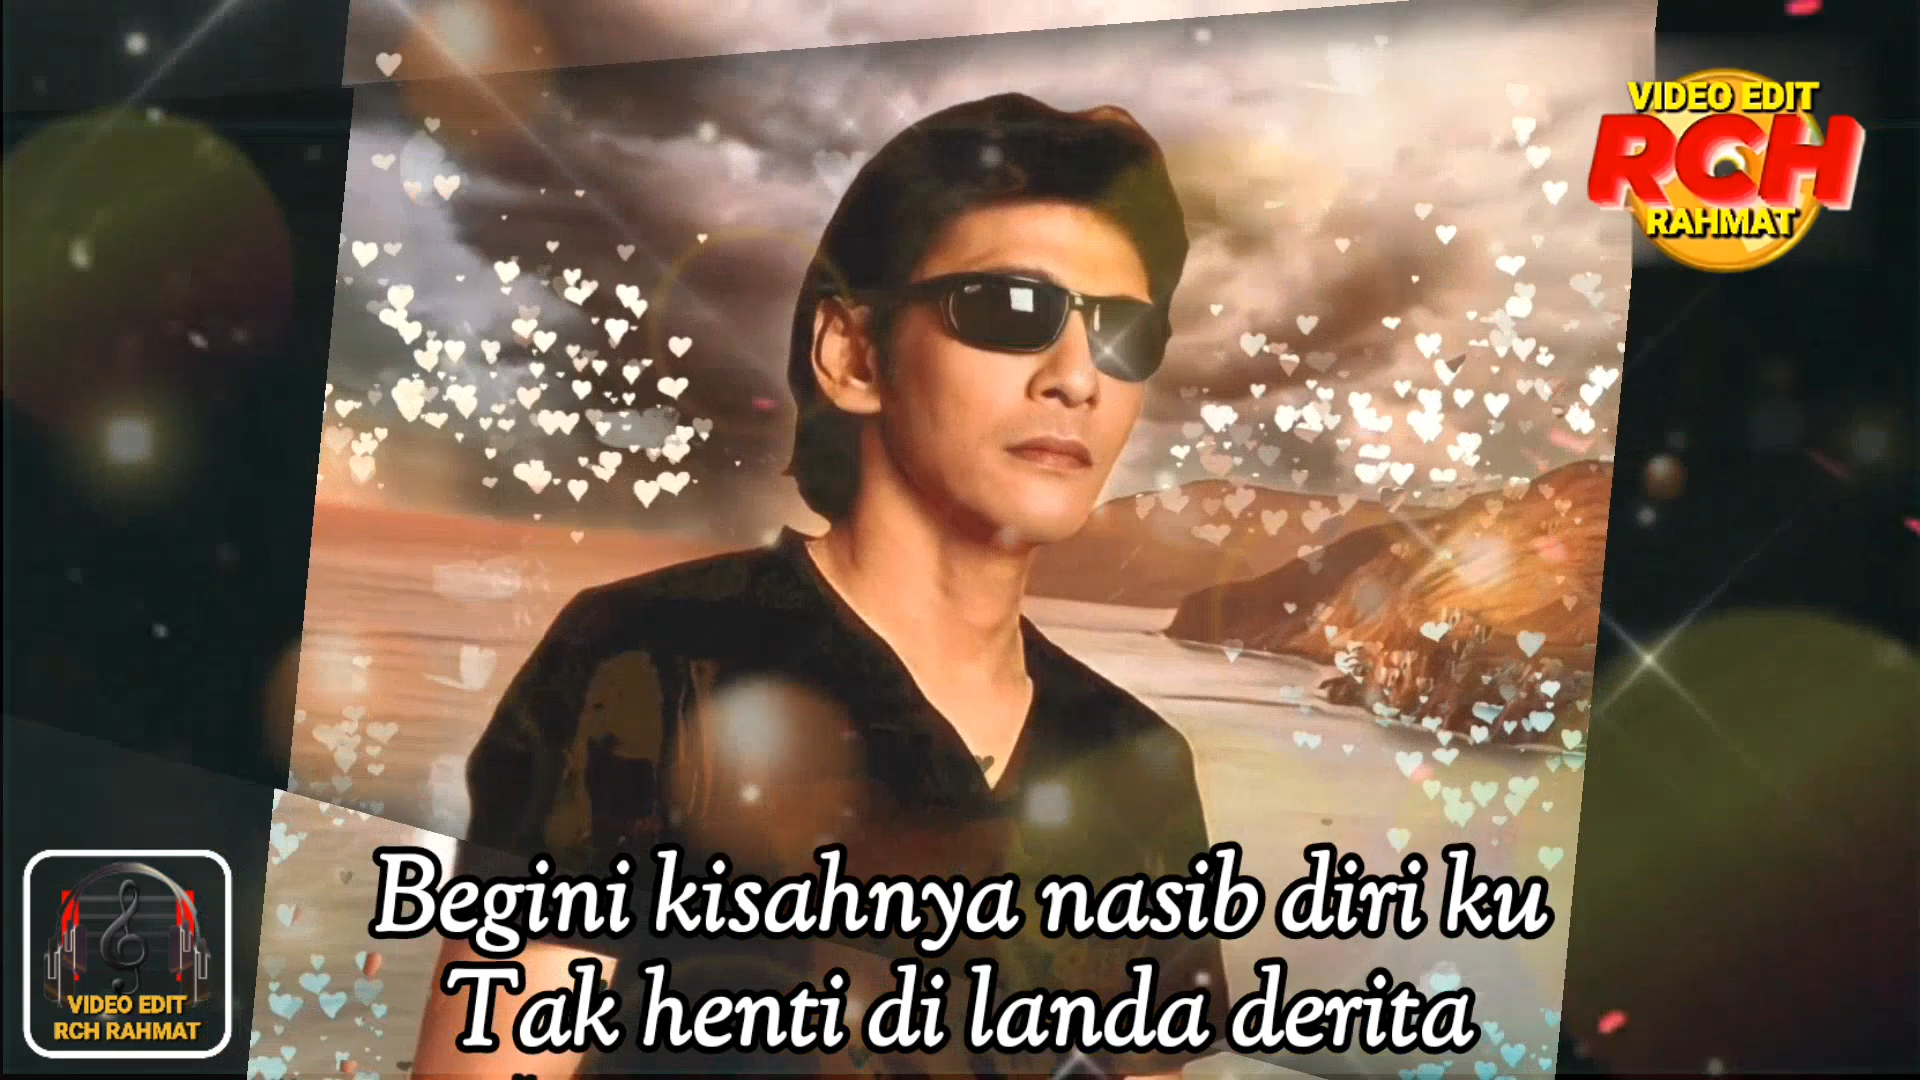 VIDEO EDIT
RCH
RAHMAT
Begini kisahnya nasib diri ku
Tak henti di landa derita
VIDEO EDIT
RCH RAHMAT